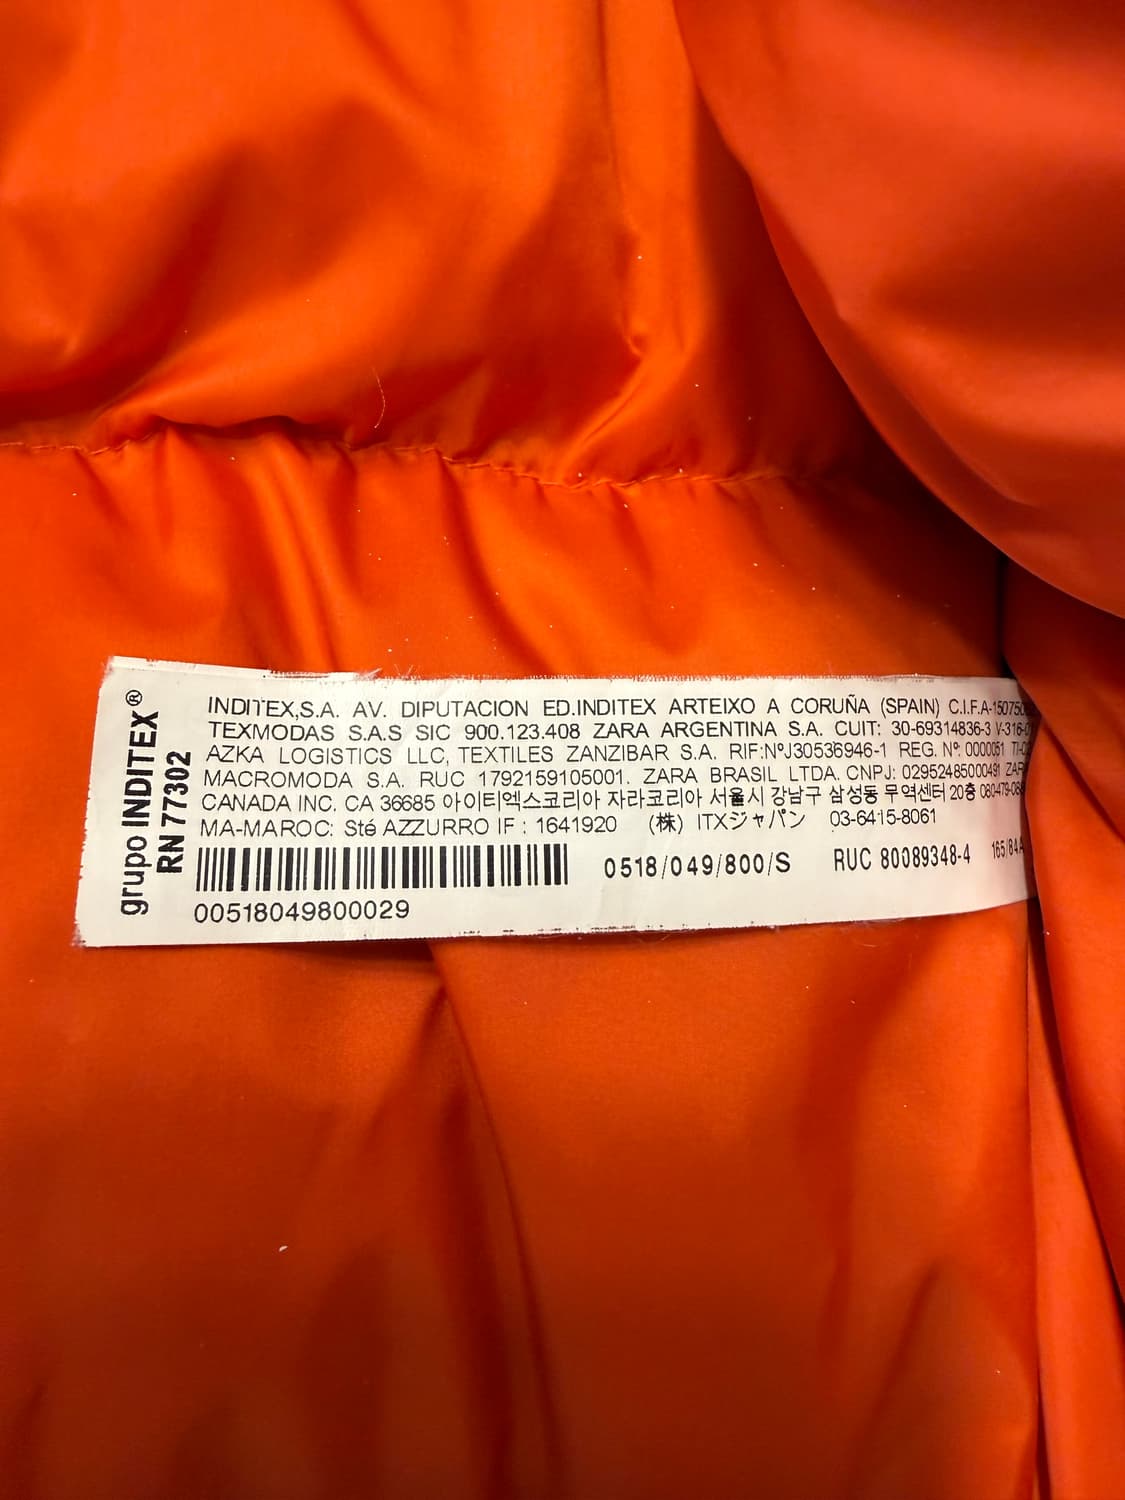 grupo INDITEX®
RN 77302
INDITEX,S.A. AV. DIPUTACION ED.INDITEX ARTEIXO A CORUÑA (SPAIN)
TEXMODAS S.A.S SIC 900.123.408 ZARA ARGENTINA S.A. CUIT: 30-69314836-3
AZKA LOGISTICS LLC, TEXTILES ZANZIBAR S.A. RIF:NºJ30536946-1 REG. Nº: 0000051
MACROMODA S.A. RUC 1792159105001. ZARA BRASIL LTDA. CNPJ: 02952485000491
CANADA INC. CA 36685 아이티엑스코리아 자라코리아 서울시 강남구 삼성동 무역센터 20층
MA-MAROC: Sté AZZURRO IF : 1641920 (株) ITXジャパン 03-6415-8061
0518/049/800/S RUC 80089348-4
00518049800029